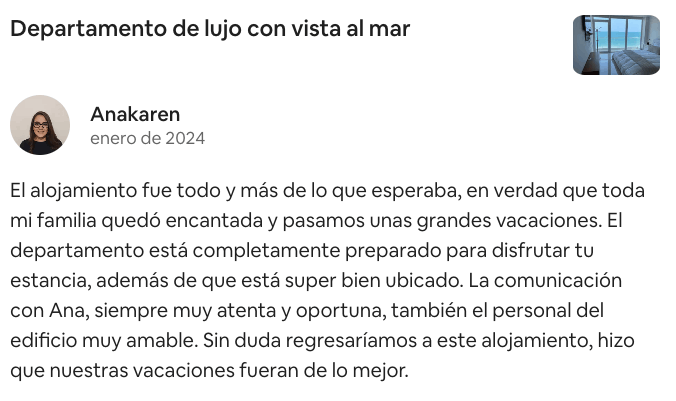 Departamento de lujo con vista al mar
Anakaren
enero de 2024
El alojamiento fue todo y más de lo que esperaba, en verdad que toda
mi familia quedó encantada y pasamos unas grandes vacaciones. El
departamento está completamente preparado para disfrutar tu
estancia, además de que está super bien ubicado. La comunicación
con Ana, siempre muy atenta y oportuna, también el personal del
edificio muy amable. Sin duda regresaríamos a este alojamiento, hizo
que nuestras vacaciones fueran de lo mejor.